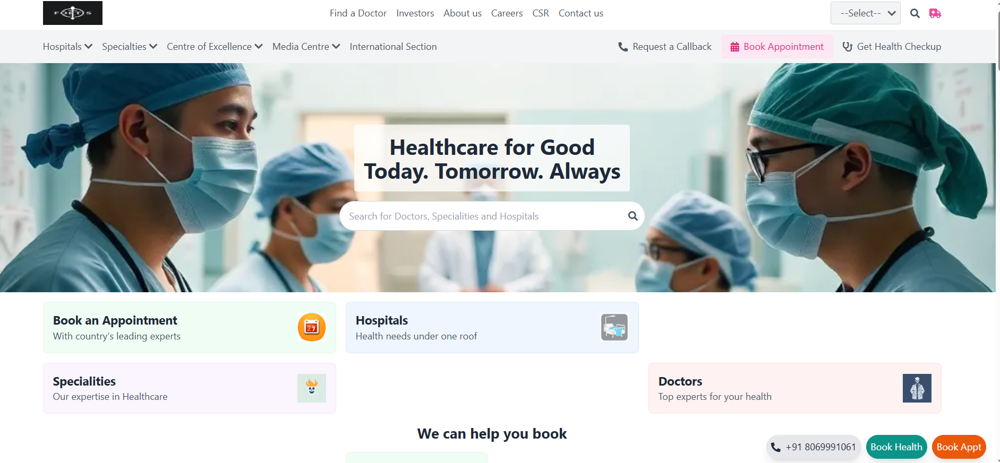 FORTIS
Find a Doctor Investors About us Careers CSR Contact us
--Select--
Hospitals Specialties Centre of Excellence Media Centre International Section
Request a Callback Book Appointment Get Health Checkup
Healthcare for Good
Today. Tomorrow. Always
Search for Doctors, Specialities and Hospitals
Book an Appointment
With country's leading experts
27
Hospitals
Health needs under one roof
Specialities
Our expertise in Healthcare
Doctors
Top experts for your health
We can help you book
+91 8069991061 Book Health Book Appt